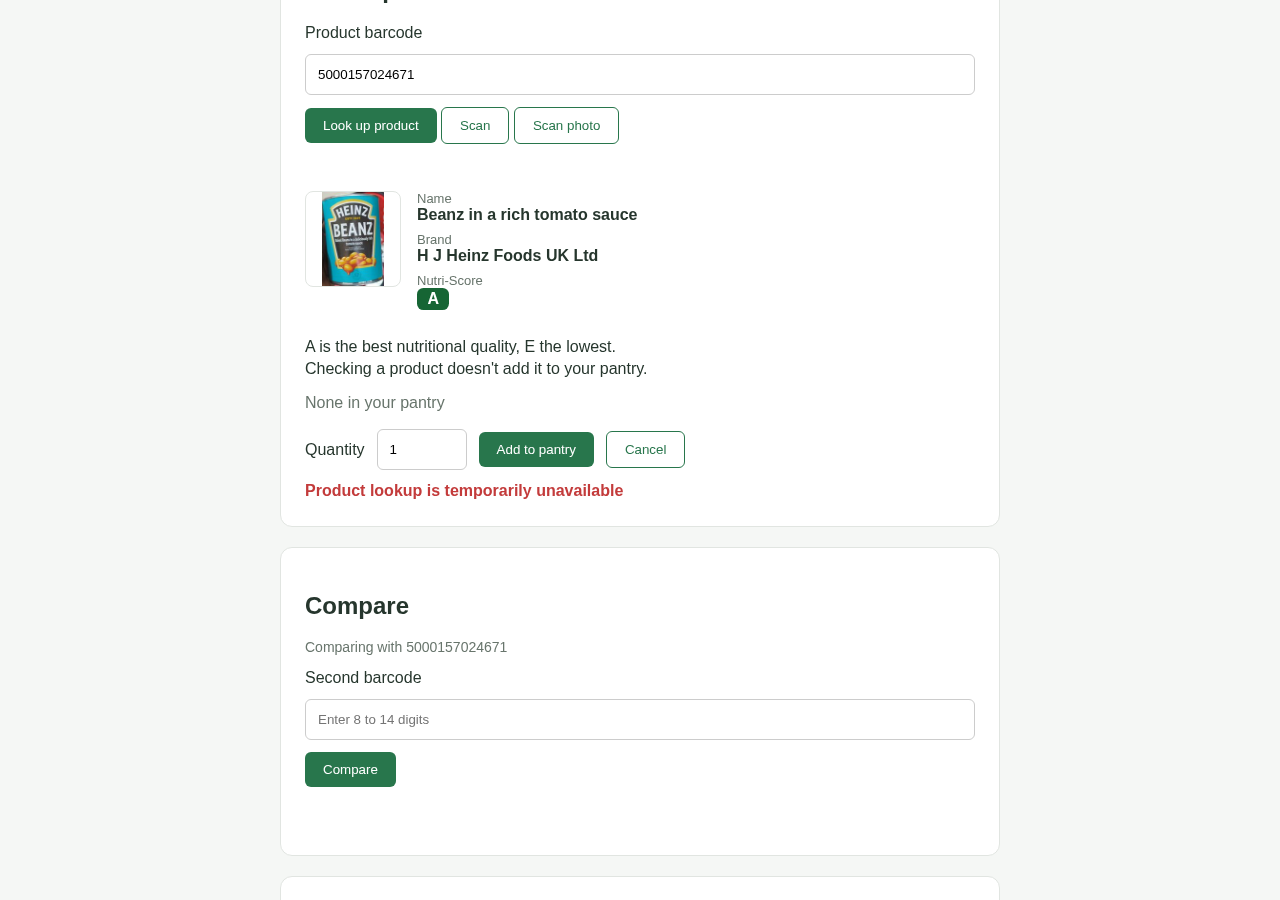 Product barcode
5000157024671
Look up product Scan Scan photo
HEINZ
BEANZ
Name
Beanz in a rich tomato sauce
Brand
H J Heinz Foods UK Ltd
Nutri-Score
A
A is the best nutritional quality, E the lowest.
Checking a product doesn't add it to your pantry.
None in your pantry
Quantity 1 Add to pantry Cancel
Product lookup is temporarily unavailable
Compare
Comparing with 5000157024671
Second barcode
Enter 8 to 14 digits
Compare